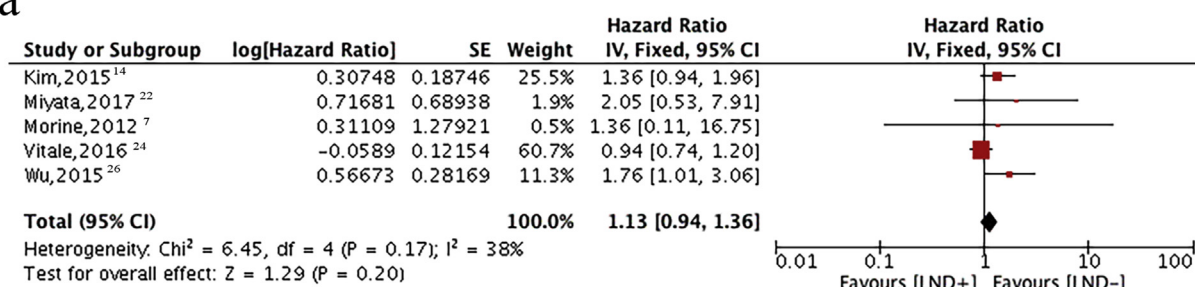 a
Hazard Ratio Hazard Ratio
Study or Subgroup log[Hazard Ratio] SE Weight IV, Fixed, 95% CI IV, Fixed, 95% CI
Kim,2015 14 0.30748 0.18746 25.5% 1.36 [0.94, 1.96]
Miyata,2017 22 0.71681 0.68938 1.9% 2.05 [0.53, 7.91]
Morine,2012 7 0.31109 1.27921 0.5% 1.36 [0.11, 16.75]
Vitale,2016 24 -0.0589 0.12154 60.7% 0.94 [0.74, 1.20]
Wu,2015 26 0.56673 0.28169 11.3% 1.76 [1.01, 3.06]
Total (95% CI) 100.0% 1.13 [0.94, 1.36]
Heterogeneity: Chi² = 6.45, df = 4 (P = 0.17); I² = 38%
Test for overall effect: Z = 1.29 (P = 0.20)
0.01 0.1 1 10 100
Favours [LND+] Favours [LND-]